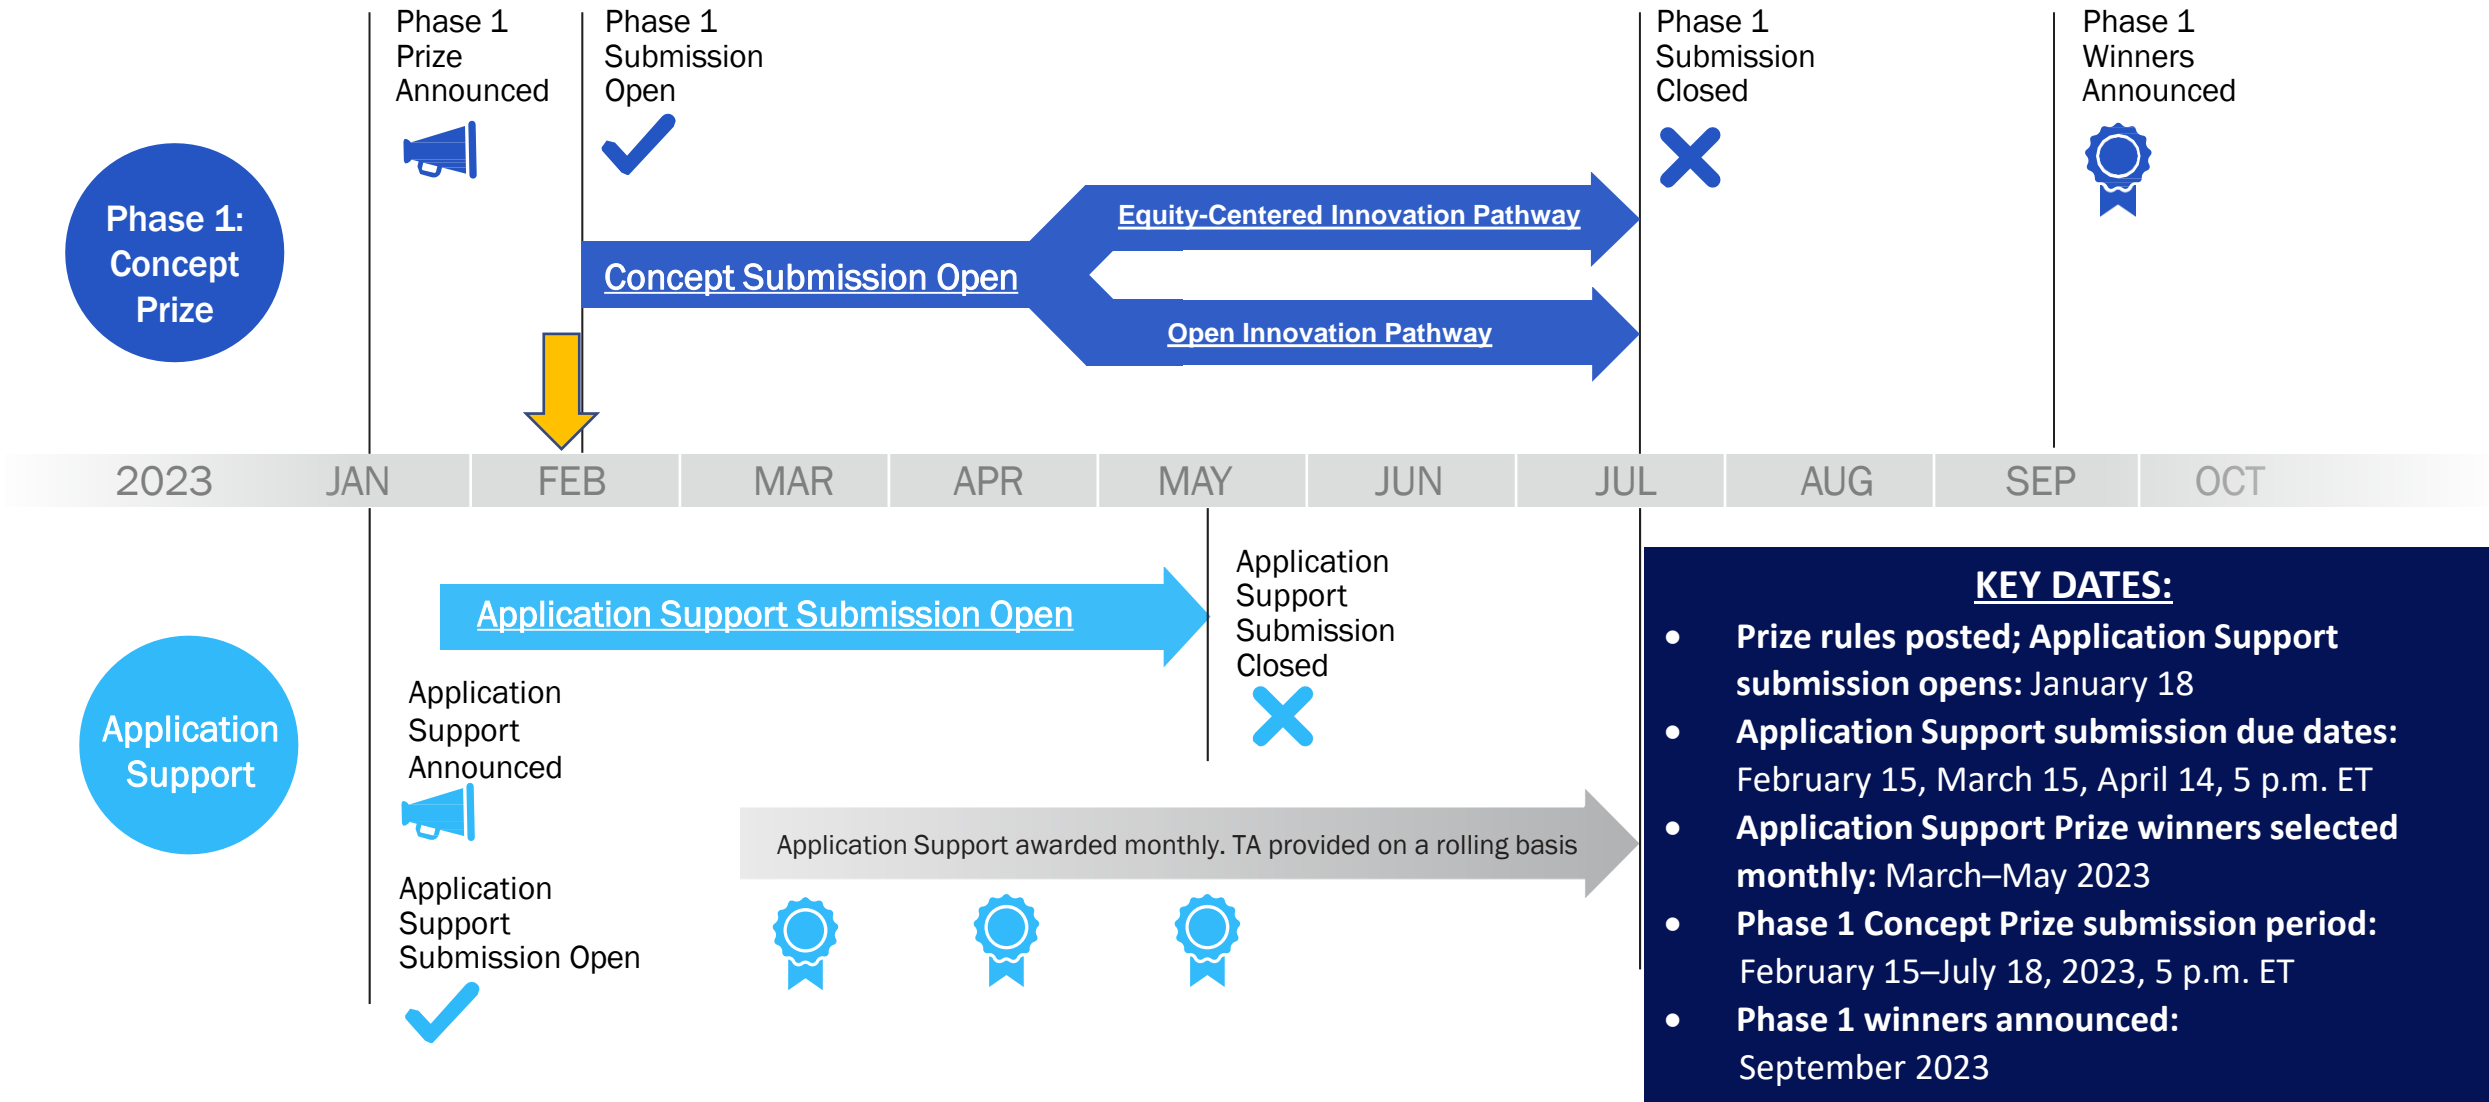 Phase 1
Prize
Announced
Phase 1
Submission
Open
Phase 1
Submission
Closed
Phase 1
Winners
Announced
Phase 1:
Concept
Prize
Equity-Centered Innovation Pathway
Concept Submission Open
Open Innovation Pathway
2023 JAN FEB MAR APR MAY JUN JUL AUG SEP OCT
Application Support Submission Open
Application
Support
Submission
Closed
Application
Support
Application
Support
Announced
Application Support awarded monthly. TA provided on a rolling basis
Application
Support
Submission Open
KEY DATES:
• Prize rules posted; Application Support
submission opens: January 18
• Application Support submission due dates:
February 15, March 15, April 14, 5 p.m. ET
• Application Support Prize winners selected
monthly: March–May 2023
• Phase 1 Concept Prize submission period:
February 15–July 18, 2023, 5 p.m. ET
• Phase 1 winners announced:
September 2023